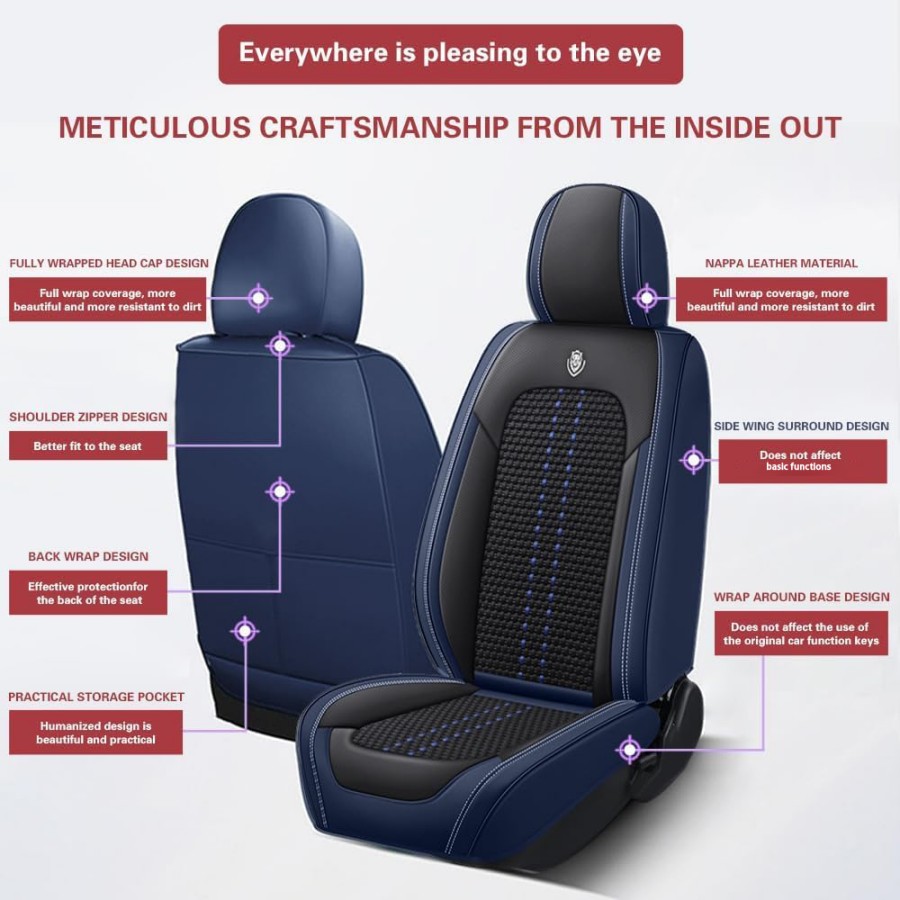 Everywhere is pleasing to the eye
METICULOUS CRAFTSMANSHIP FROM THE INSIDE OUT
FULLY WRAPPED HEAD CAP DESIGN
Full wrap coverage, more
beautiful and more resistant to dirt
SHOULDER ZIPPER DESIGN
Better fit to the seat
BACK WRAP DESIGN
Effective protectionfor
the back of the seat
PRACTICAL STORAGE POCKET
Humanized design is
beautiful and practical
NAPPA LEATHER MATERIAL
Full wrap coverage, more
beautiful and more resistant to dirt
SIDE WING SURROUND DESIGN
Does not affect
basic functions
WRAP AROUND BASE DESIGN
Does not affect the use of
the original car function keys